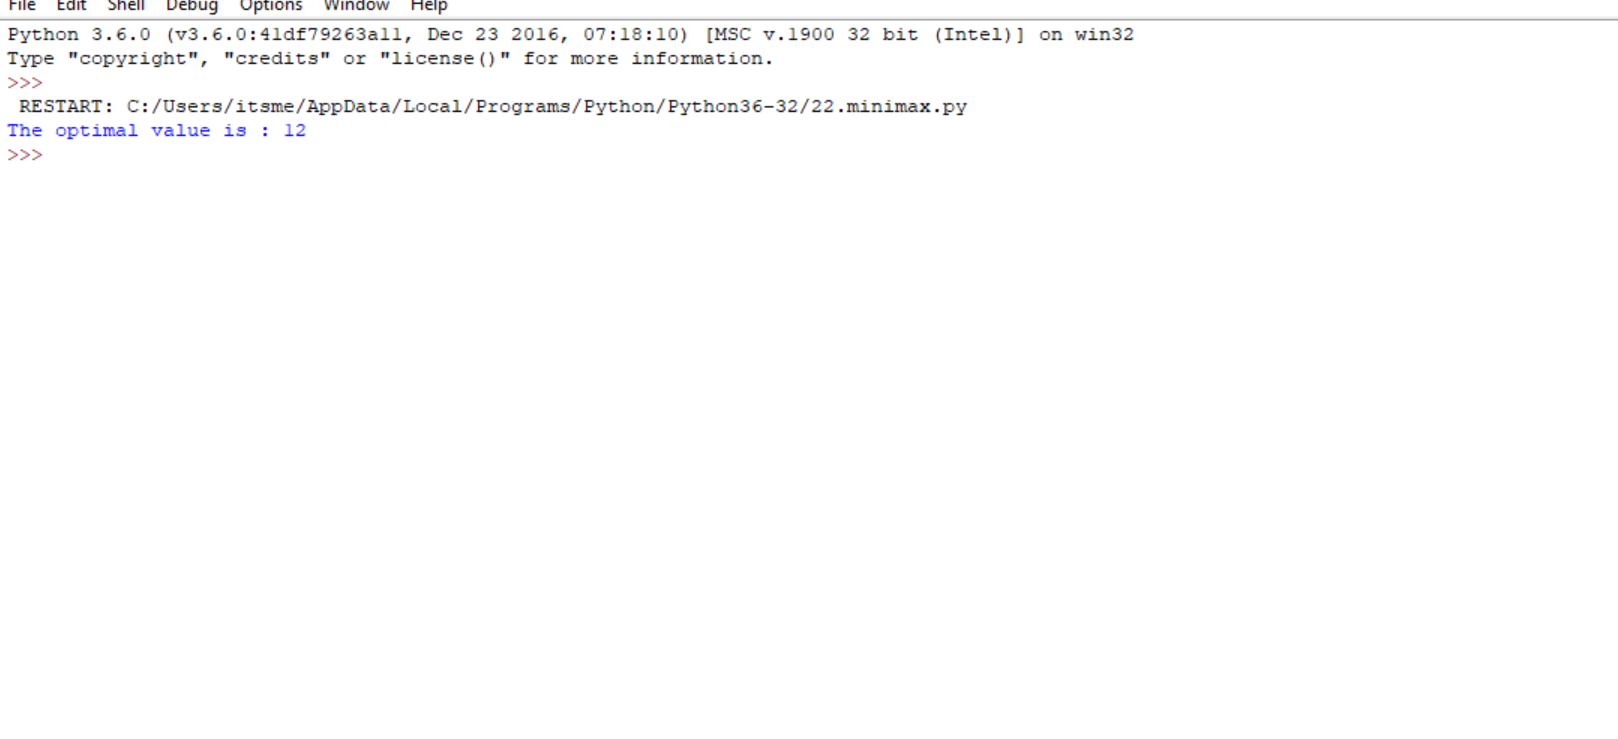 File Edit Shell Debug Options Window Help
Python 3.6.0 (v3.6.0:41df79263a11, Dec 23 2016, 07:18:10) [MSC v.1900 32 bit (Intel)] on win32
Type "copyright", "credits" or "license()" for more information.
>>>
 RESTART: C:/Users/itsme/AppData/Local/Programs/Python/Python36-32/22.minimax.py
The optimal value is : 12
>>>